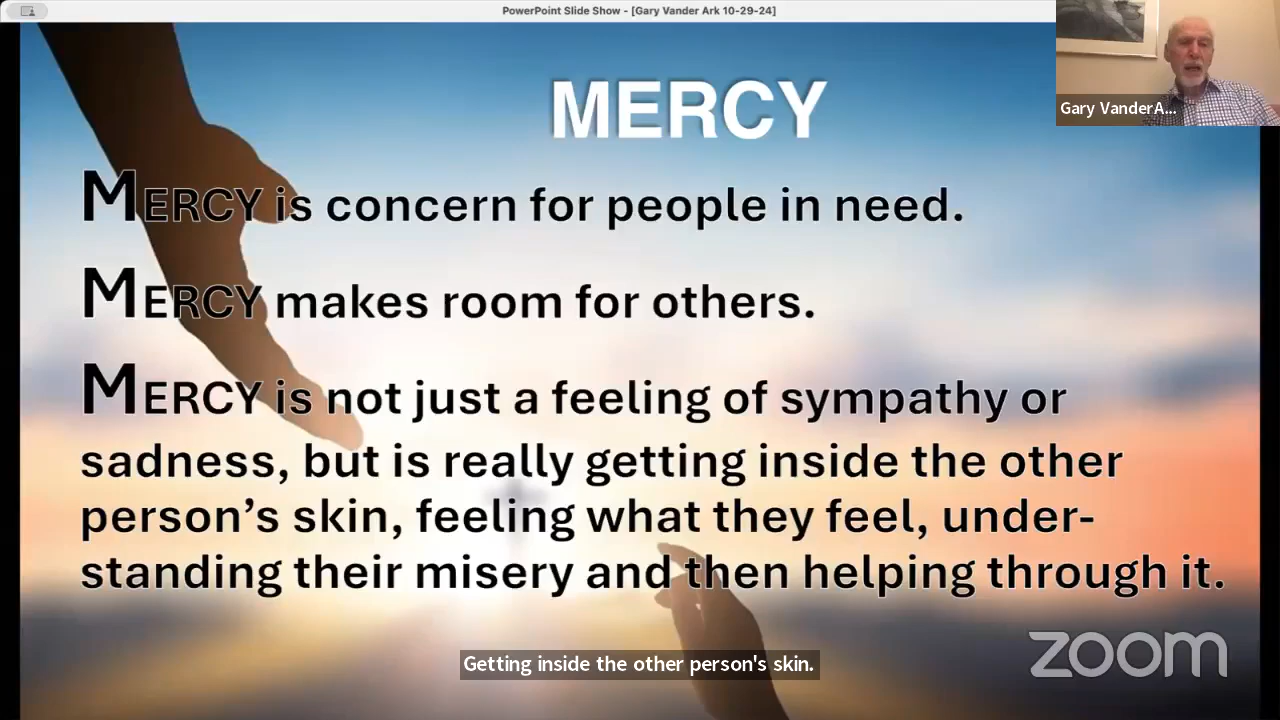 PowerPoint Slide Show - [Gary Vander Ark 10-29-24]
MERCY
Gary VanderA...
MERCY is concern for people in need.
MERCY makes room for others.
MERCY is not just a feeling of sympathy or
sadness, but is really getting inside the other
person’s skin, feeling what they feel, under-
standing their misery and then helping through it.
zoom
Getting inside the other person's skin.